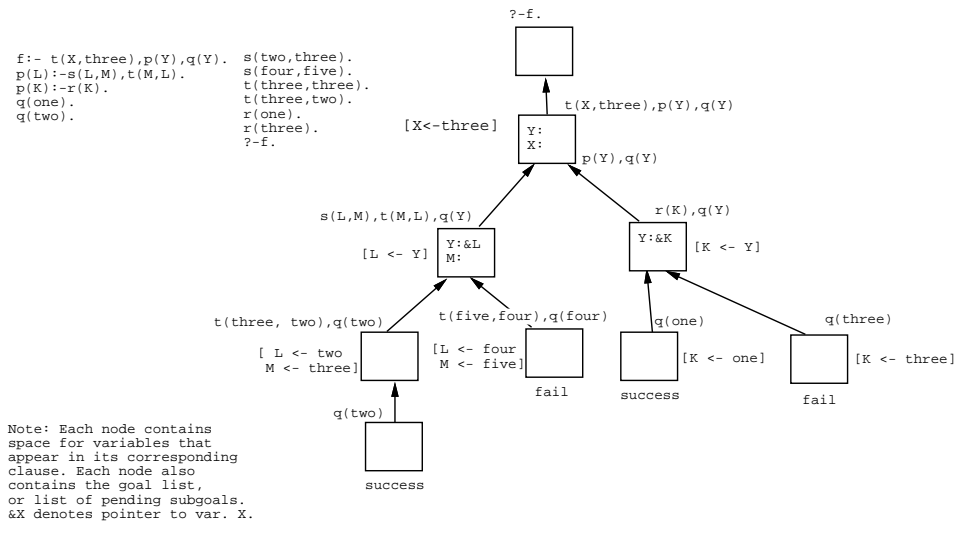 ?-f.
f:- t(X,three),p(Y),q(Y).
p(L):-s(L,M),t(M,L).
p(K):-r(K).
q(one).
q(two).
s(two,three).
s(four,five).
t(three,three).
t(three,two).
r(one).
r(three).
?-f.
t(X,three),p(Y),q(Y)
[X<-three]
Y:
X:
p(Y),q(Y)
s(L,M),t(M,L),q(Y)
[L <- Y]
Y:&L
M:
r(K),q(Y)
Y:&K
[K <- Y]
t(three, two),q(two)
[ L <- two
M <- three]
t(five,four),q(four)
[L <- four
M <- five]
fail
q(one)
[K <- one]
success
q(three)
[K <- three]
fail
q(two)
success
Note: Each node contains
space for variables that
appear in its corresponding
clause. Each node also
contains the goal list,
or list of pending subgoals.
&X denotes pointer to var. X.